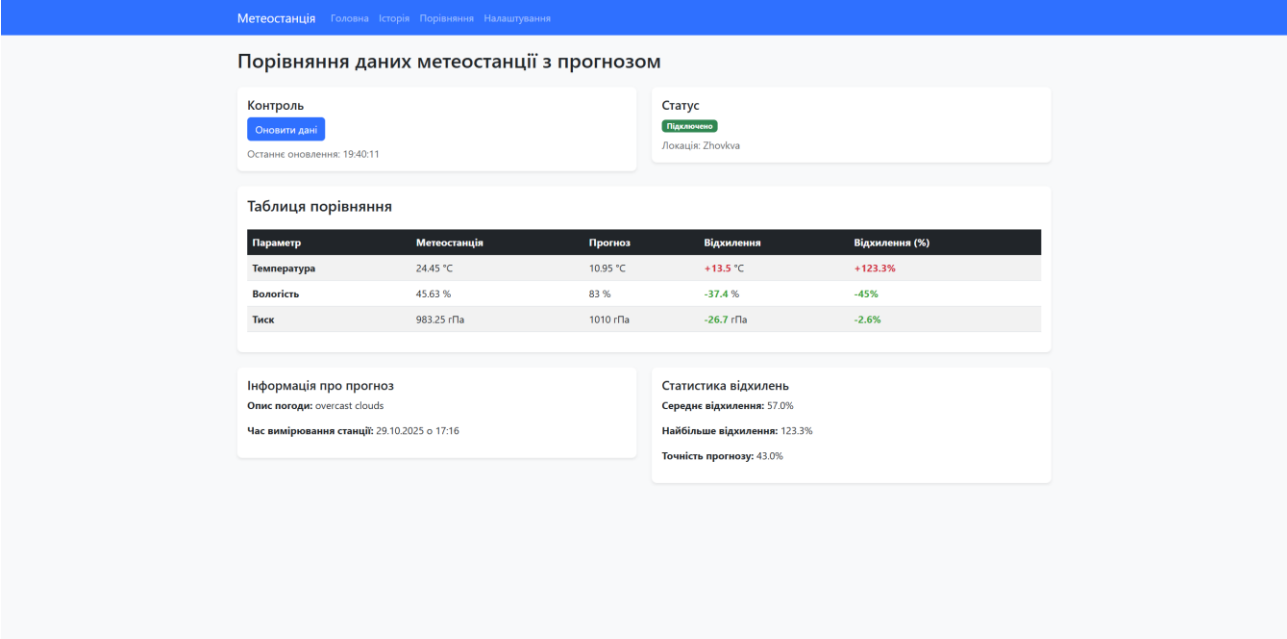 Метеостанція Головна Історія Порівняння Налаштування
Порівняння даних метеостанції з прогнозом
Контроль
Оновити дані
Останнє оновлення: 19:40:11
Статус
Підключено
Локація: Zhovkva
Таблиця порівняння
Параметр Метеостанція Прогноз Відхилення Відхилення (%)
Температура 24.45 °C 10.95 °C +13.5 °C +123.3%
Вологість 45.63 % 83 % -37.4 % -45%
Тиск 983.25 гПа 1010 гПа -26.7 гПа -2.6%
Інформація про прогноз
Опис погоди: overcast clouds
Час вимірювання станції: 29.10.2025 о 17:16
Статистика відхилень
Середнє відхилення: 57.0%
Найбільше відхилення: 123.3%
Точність прогнозу: 43.0%